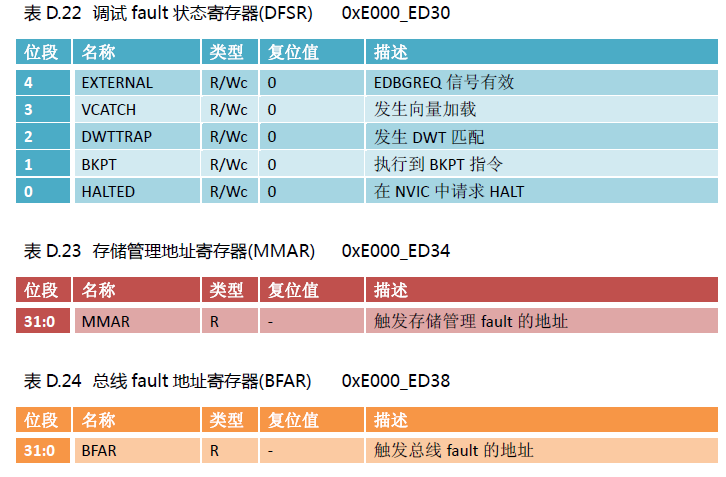 表 D.22 调试 fault 状态寄存器(DFSR) 0xE000_ED30
位段 名称 类型 复位值 描述
4 EXTERNAL R/Wc 0 EDBGREQ 信号有效
3 VCATCH R/Wc 0 发生向量加载
2 DWTTRAP R/Wc 0 发生 DWT 匹配
1 BKPT R/Wc 0 执行到 BKPT 指令
0 HALTED R/Wc 0 在 NVIC 中请求 HALT
表 D.23 存储管理地址寄存器(MMAR) 0xE000_ED34
位段 名称 类型 复位值 描述
31:0 MMAR R - 触发存储管理 fault 的地址
表 D.24 总线 fault 地址寄存器(BFAR) 0xE000_ED38
位段 名称 类型 复位值 描述
31:0 BFAR R - 触发总线 fault 的地址